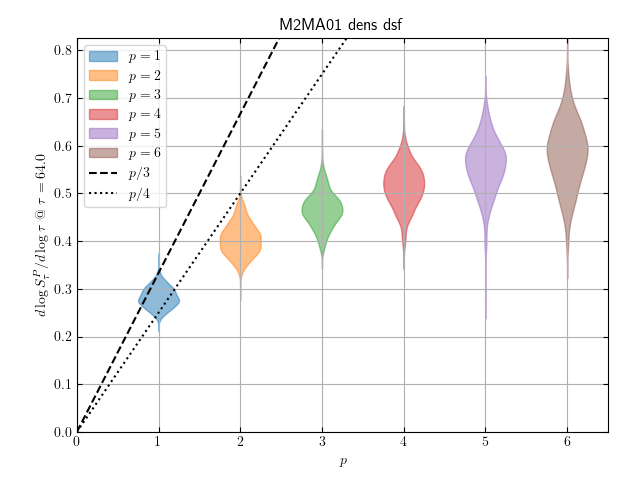 M2MA01 dens dsf
d log S_τ^P / d log τ @ τ = 64.0
0.8
0.7
0.6
0.5
0.4
0.3
0.2
0.1
0.0
p = 1
p = 2
p = 3
p = 4
p = 5
p = 6
p/3
p/4
0 1 2 3 4 5 6
p